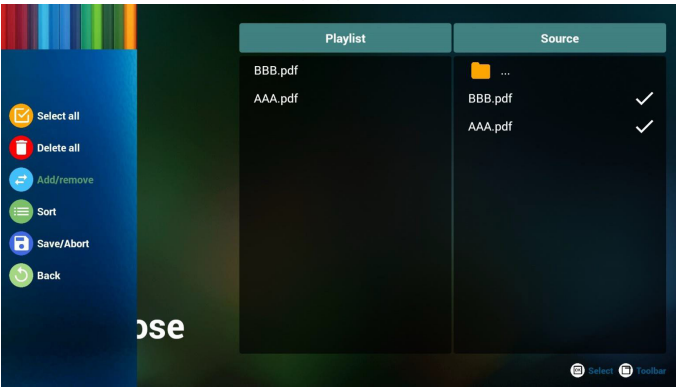 Select all
Delete all
Add/remove
Sort
Save/Abort
Back
ose
Playlist
BBB.pdf
AAA.pdf
Source
...
BBB.pdf
AAA.pdf
Select
Toolbar